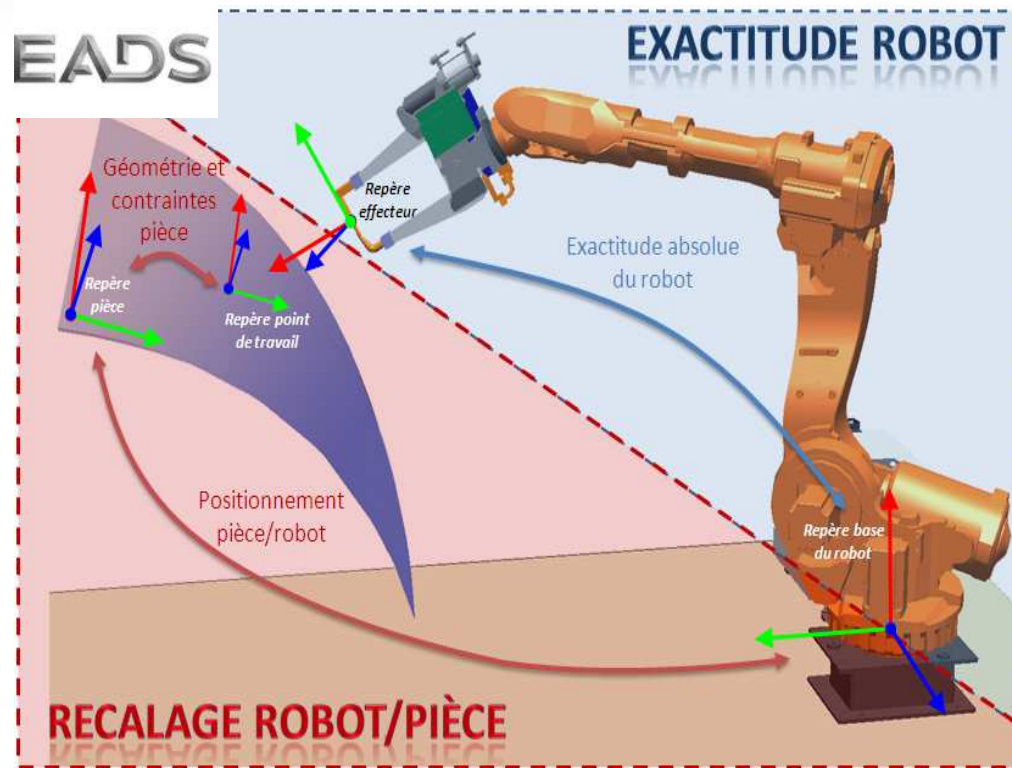 EADS
EXACTITUDE ROBOT
Géométrie et
contraintes
pièce
Repère
effecteur
Exactitude absolue
du robot
Repère
pièce
Repère point
de travail
Positionnement
pièce/robot
Repère base
du robot
RECALAGE ROBOT/PIÈCE